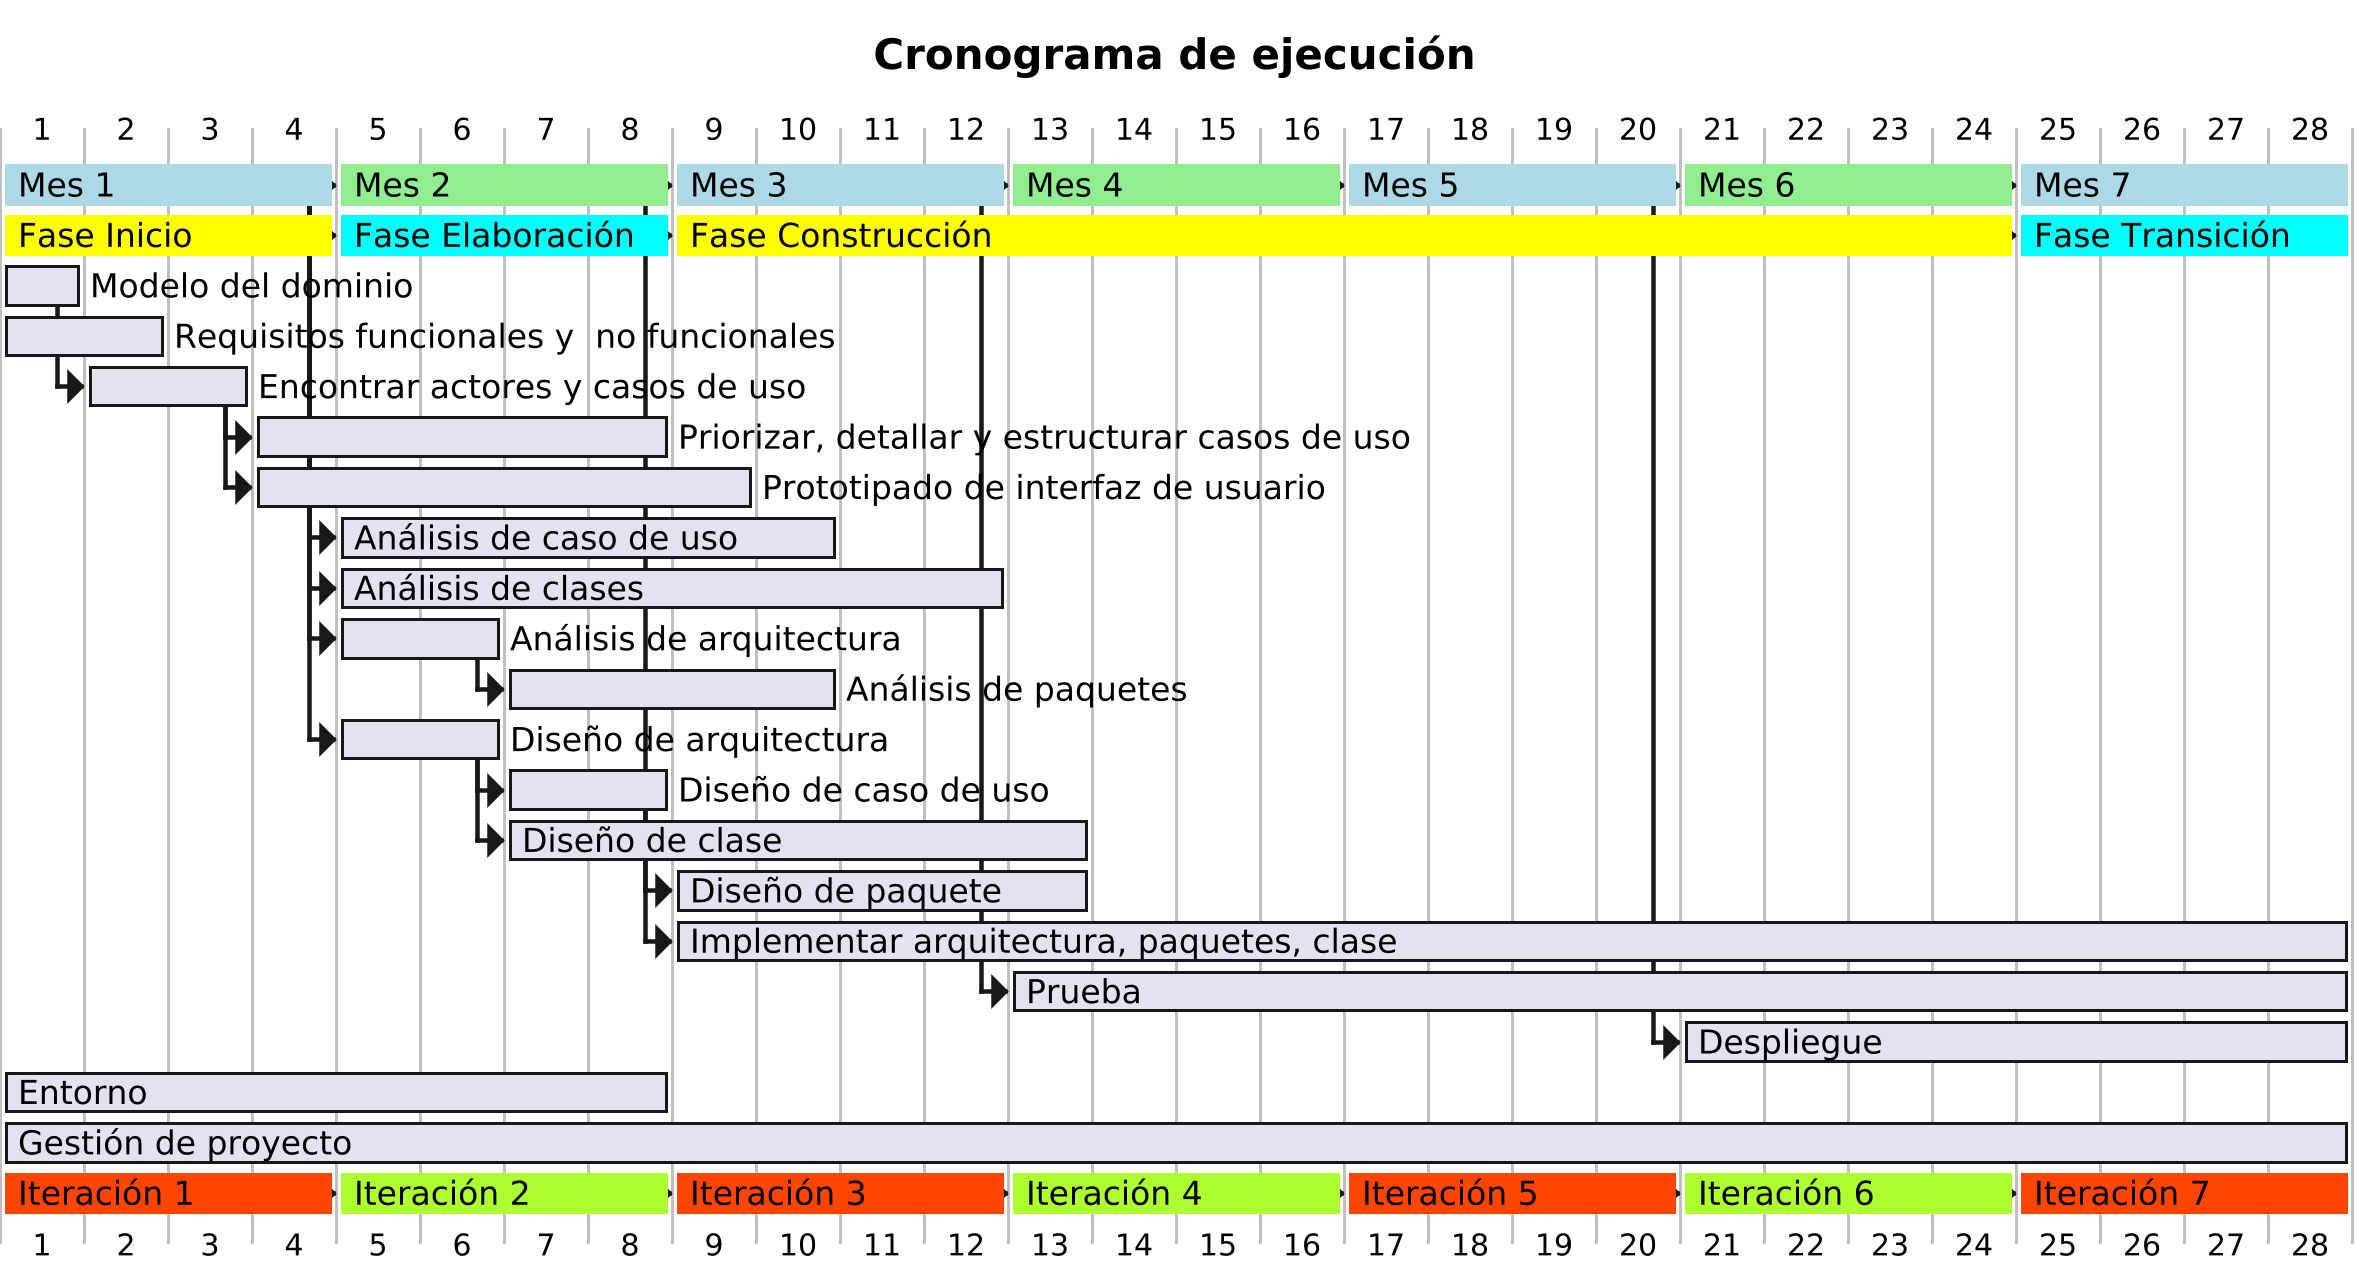 Cronograma de ejecución
1 2 3 4 5 6 7 8 9 10 11 12 13 14 15 16 17 18 19 20 21 22 23 24 25 26 27 28
Mes 1 Mes 2 Mes 3 Mes 4 Mes 5 Mes 6 Mes 7
Fase Inicio Fase Elaboración Fase Construcción Fase Transición
Modelo del dominio
Requisitos funcionales y  no funcionales
Encontrar actores y casos de uso
Priorizar, detallar y estructurar casos de uso
Prototipado de interfaz de usuario
Análisis de caso de uso
Análisis de clases
Análisis de arquitectura
Análisis de paquetes
Diseño de arquitectura
Diseño de caso de uso
Diseño de clase
Diseño de paquete
Implementar arquitectura, paquetes, clase
Prueba
Despliegue
Entorno
Gestión de proyecto
Iteración 1 Iteración 2 Iteración 3 Iteración 4 Iteración 5 Iteración 6 Iteración 7
1 2 3 4 5 6 7 8 9 10 11 12 13 14 15 16 17 18 19 20 21 22 23 24 25 26 27 28